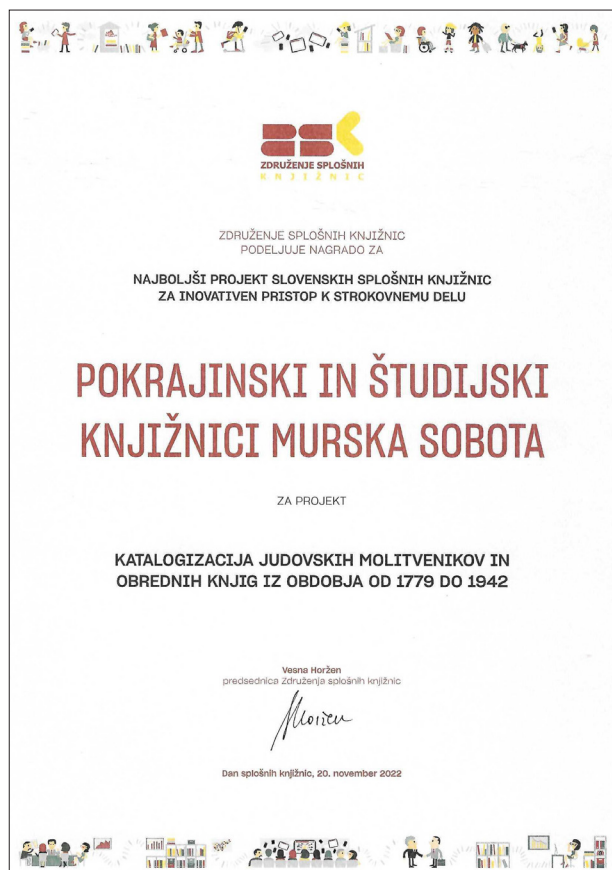 ZDRUŽENJE SPLOŠNIH
KNJIŽNIC
ZDRUŽENJE SPLOŠNIH KNJIŽNIC
PODELJUJE NAGRADO ZA
NAJBOLJŠI PROJEKT SLOVENSKIH SPLOŠNIH KNJIŽNIC
ZA INOVATIVEN PRISTOP K STROKOVNEMU DELU
POKRAJINSKI IN ŠTUDIJSKI
KNJIŽNICI MURSKA SOBOTA
ZA PROJEKT
KATALOGIZACIJA JUDOVSKIH MOLITVENIKOV IN
OBREDNIH KNJIG IZ OBDOBJA OD 1779 DO 1942
Vesna Horžen
predsednica Združenja splošnih knjižnic
Dan splošnih knjižnic, 20. november 2022